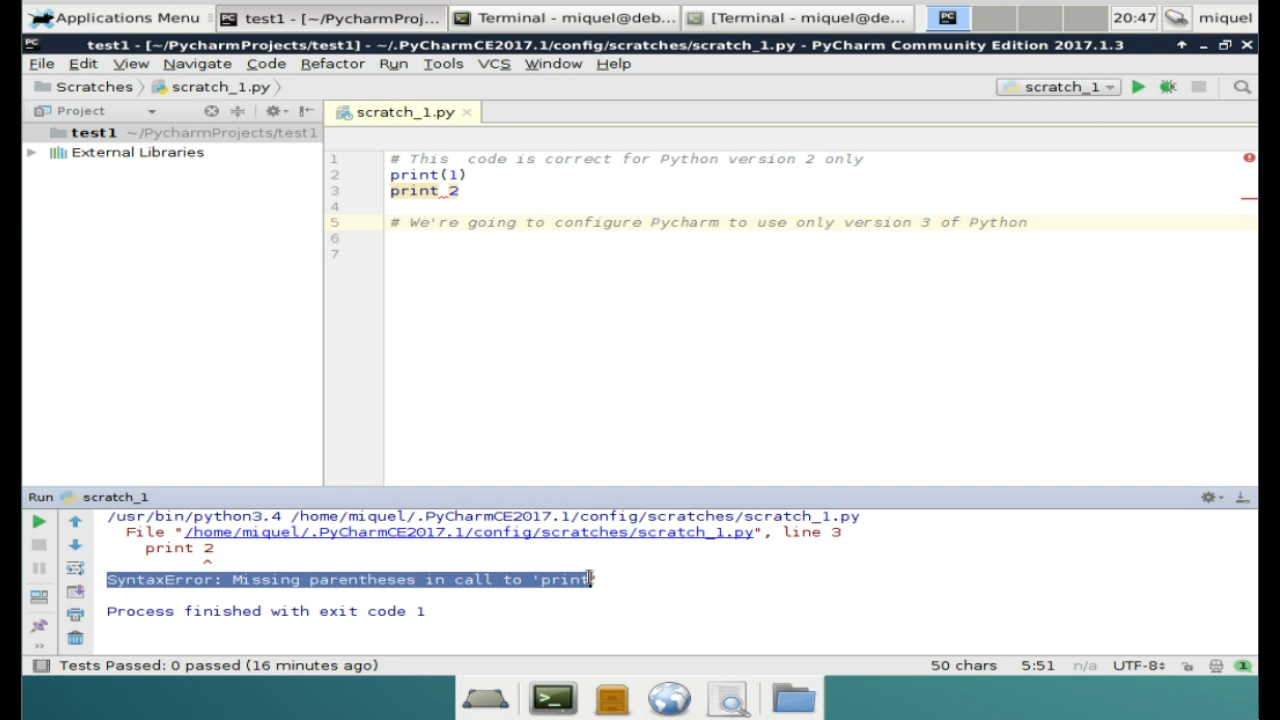 Applications Menu test1 - [~/PycharmProj... Terminal - miquel@deb... [Terminal - miquel@de... 20:47 miquel
test1 - [~/PycharmProjects/test1] - ~/.PyCharmCE2017.1/config/scratches/scratch_1.py - PyCharm Community Edition 2017.1.3
File Edit View Navigate Code Refactor Run Tools VCS Window Help
Scratches scratch_1.py scratch_1
Project scratch_1.py
test1 ~/PycharmProjects/test1
External Libraries
1 # This  code is correct for Python version 2 only
2 print(1)
3 print 2
4
5 # We're going to configure Pycharm to use only version 3 of Python
6
7
Run scratch_1
/usr/bin/python3.4 /home/miquel/.PyCharmCE2017.1/config/scratches/scratch_1.py
File "/home/miquel/.PyCharmCE2017.1/config/scratches/scratch_1.py", line 3
print 2
^
SyntaxError: Missing parentheses in call to 'print'
Process finished with exit code 1
Tests Passed: 0 passed (16 minutes ago) 50 chars 5:51 n/a UTF-8 1